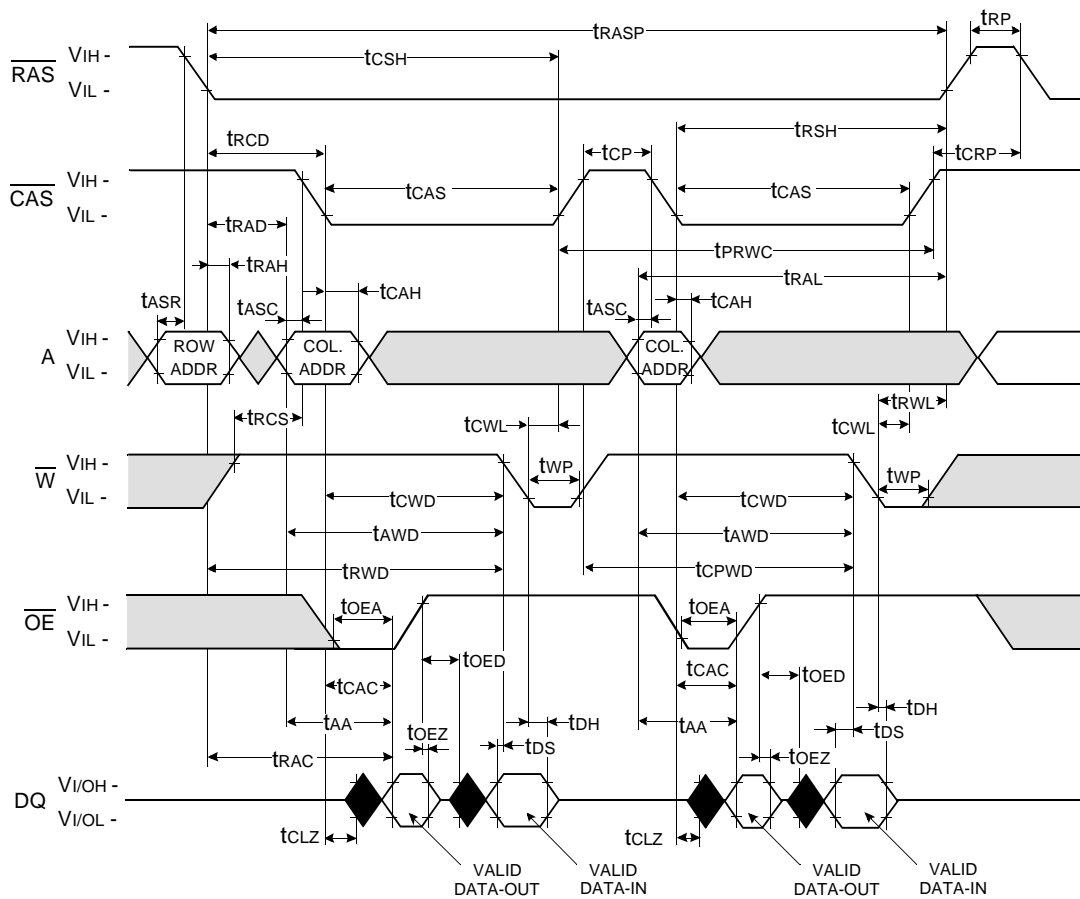 tRASP
tRP
RAS
VIH -
VIL -
tCSH
tRSH
tRCD
tCP
tCRP
CAS
VIH -
VIL -
tCAS
tCAS
tRAD
tPRWC
tRAH
tRAL
tASR
tASC
tCAH
tASC
tCAH
A
VIH -
VIL -
ROW
ADDR
COL.
ADDR
COL.
ADDR
tRCS
tCWL
tRWL
tCWL
W
VIH -
VIL -
tWP
tWP
tCWD
tCWD
tAWD
tAWD
tRWD
tCPWD
OE
VIH -
VIL -
tOEA
tOEA
tOED
tOED
tCAC
tCAC
tAA
tDH
tAA
tDH
tOEZ
tDS
tDS
tRAC
tOEZ
DQ
VI/OH -
VI/OL -
tCLZ
tCLZ
VALID
DATA-OUT
VALID
DATA-IN
VALID
DATA-OUT
VALID
DATA-IN